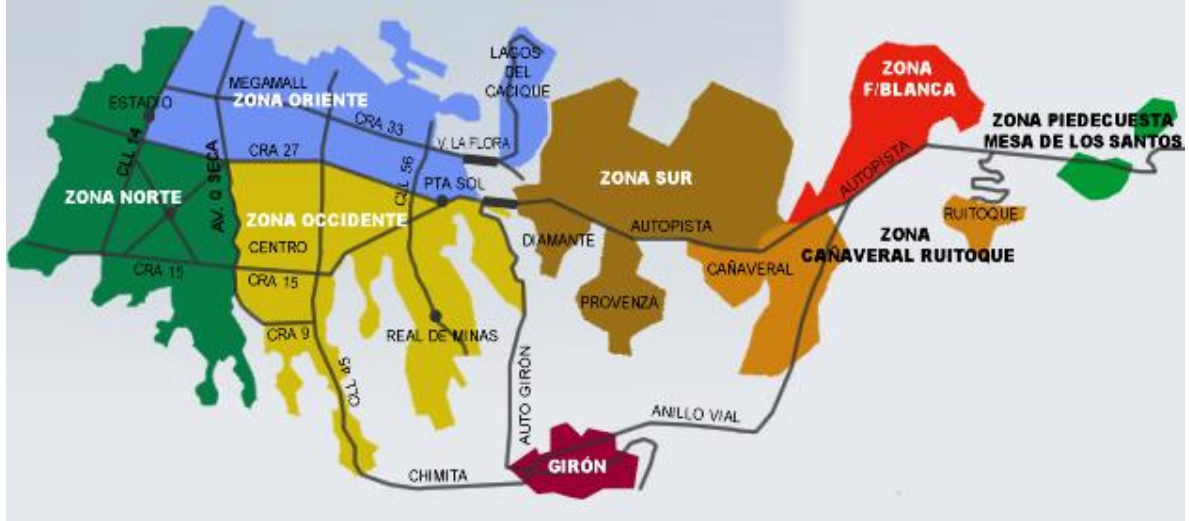 LAGOS
DEL
CACIQUE
MEGAMALL
ZONA ORIENTE
ESTADIO
CRA 33
V. LA FLORA
CLL 14
CRA 27
AV. Q SECA
CLL 56
PTA SOL
ZONA NORTE
ZONA OCCIDENTE
CENTRO
CRA 15
CRA 15
CRA 9
REAL DE MINAS
CLL 45
CHIMITA
AUTO GIRÓN
GIRÓN
ANILLO VIAL
ZONA SUR
DIAMANTE
AUTOPISTA
PROVENZA
CAÑAVERAL
ZONA
F/BLANCA
AUTOPISTA
ZONA PIEDECUESTA
MESA DE LOS SANTOS
RUITOQUE
ZONA
CAÑAVERAL RUITOQUE